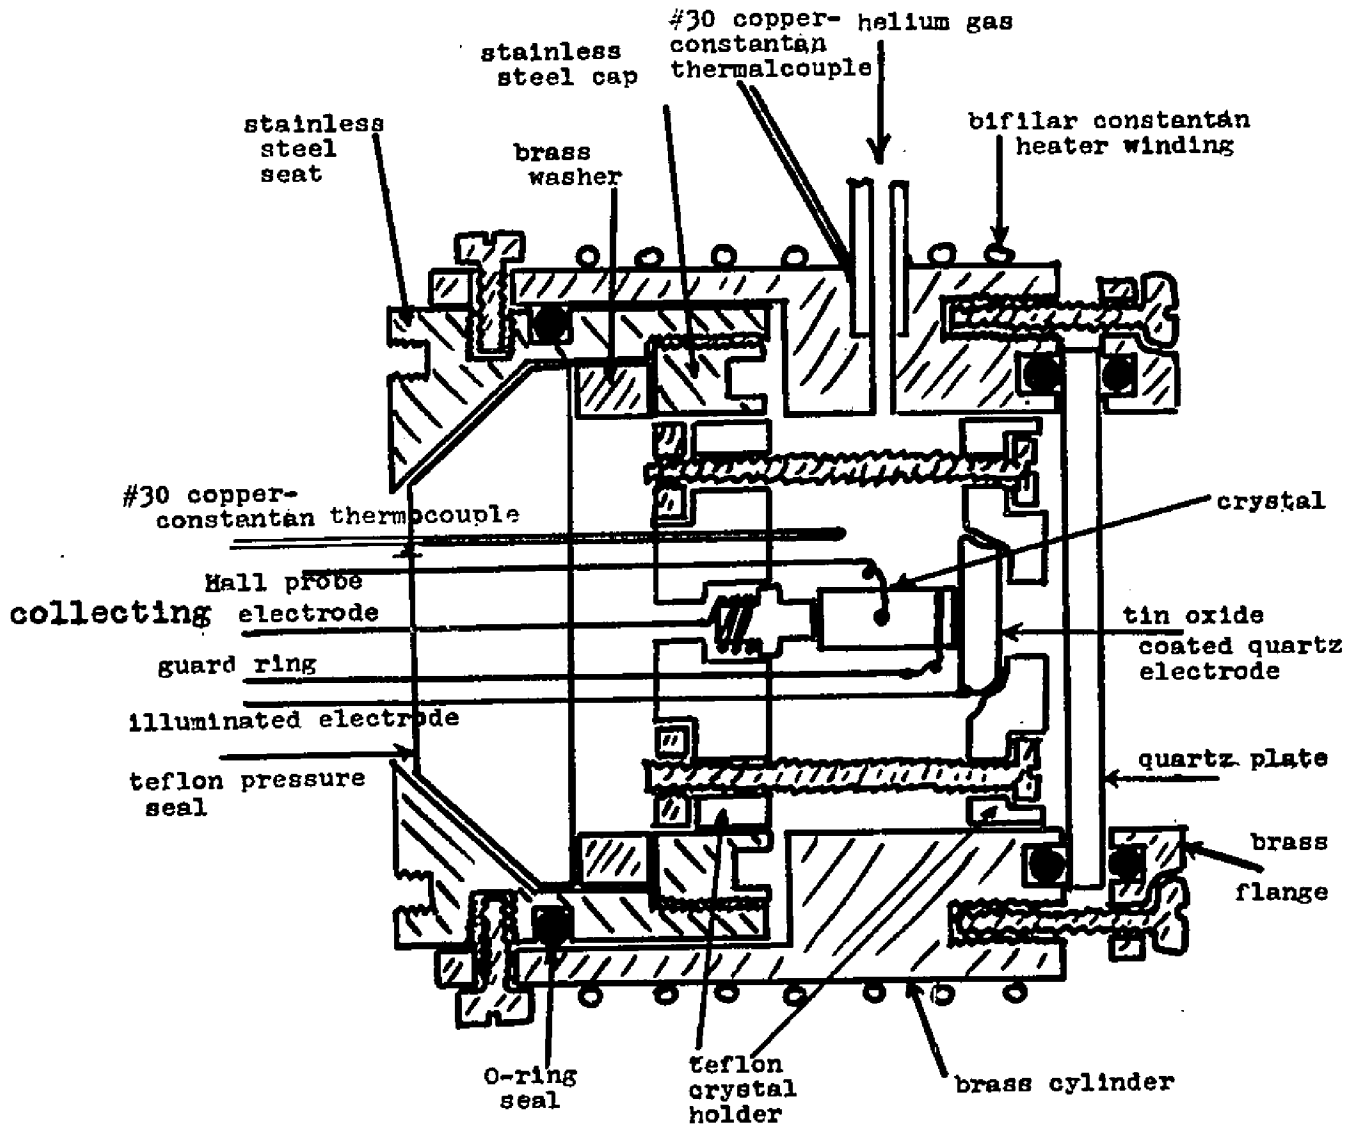 #30 copper-
constantan
thermalcouple
helium gas
stainless
steel cap
stainless
steel
seat
brass
washer
bifilar constantan
heater winding
#30 copper-
constantan thermocouple
crystal
Hall probe
collecting electrode
guard ring
illuminated electrode
teflon pressure
seal
tin oxide
coated quartz
electrode
quartz plate
brass
flange
O-ring
seal
teflon
crystal
holder
brass cylinder